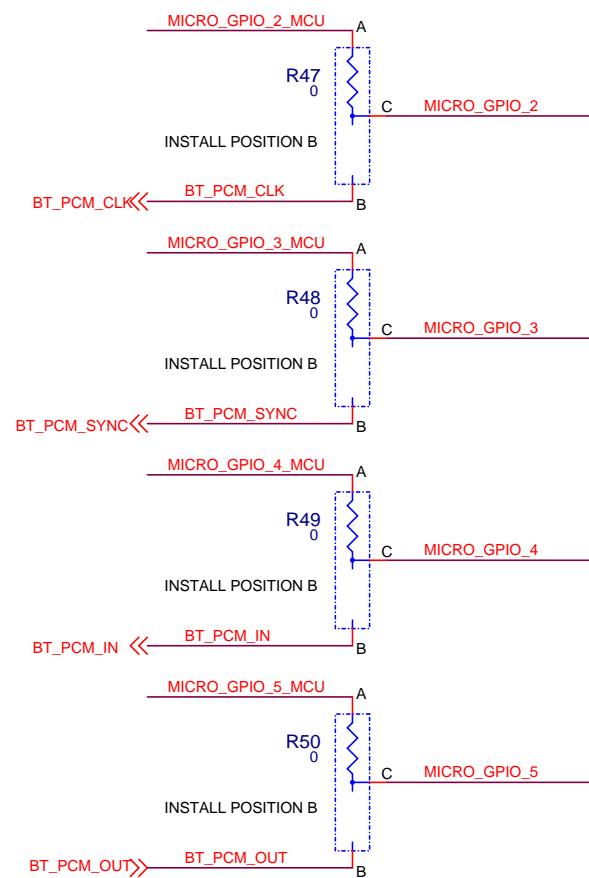 MICRO_GPIO_2_MCU
A
R47
0
C
MICRO_GPIO_2
INSTALL POSITION B
BT_PCM_CLK
BT_PCM_CLK
B
MICRO_GPIO_3_MCU
A
R48
0
C
MICRO_GPIO_3
INSTALL POSITION B
BT_PCM_SYNC
BT_PCM_SYNC
B
MICRO_GPIO_4_MCU
A
R49
0
C
MICRO_GPIO_4
INSTALL POSITION B
BT_PCM_IN
BT_PCM_IN
B
MICRO_GPIO_5_MCU
A
R50
0
C
MICRO_GPIO_5
INSTALL POSITION B
BT_PCM_OUT
BT_PCM_OUT
B